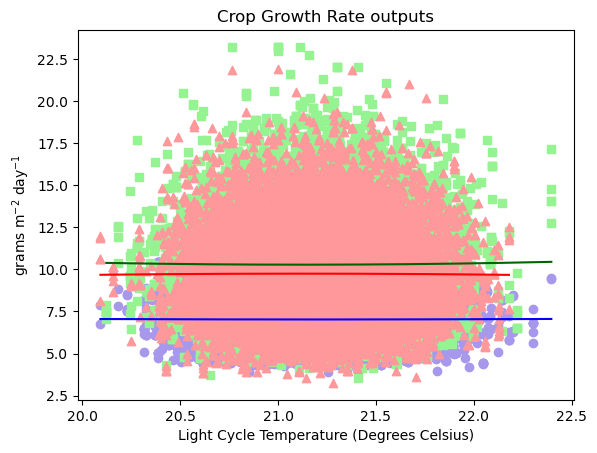 Crop Growth Rate outputs
grams m⁻² day⁻¹
22.5
20.0
17.5
15.0
12.5
10.0
7.5
5.0
2.5
20.0 20.5 21.0 21.5 22.0 22.5
Light Cycle Temperature (Degrees Celsius)